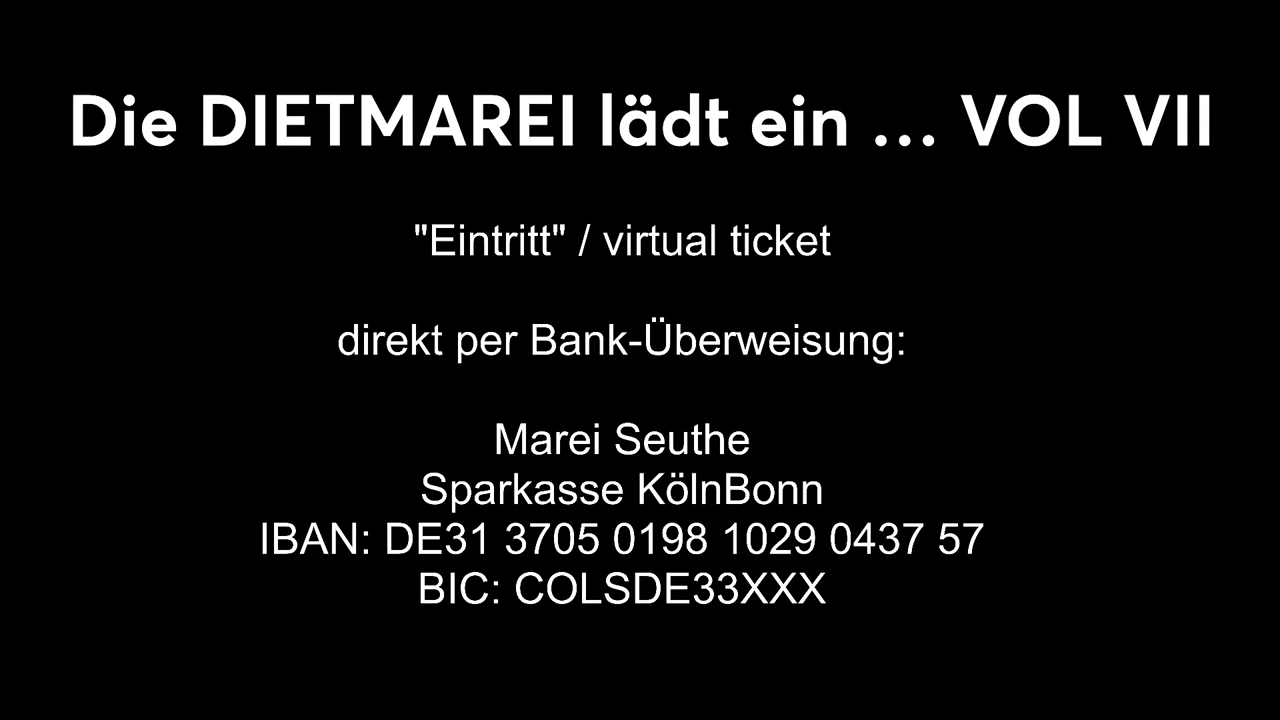 Die DIETMAREI lädt ein ... VOL VII
"Eintritt" / virtual ticket
direkt per Bank-Überweisung:
Marei Seuthe
Sparkasse KölnBonn
IBAN: DE31 3705 0198 1029 0437 57
BIC: COLSDE33XXX